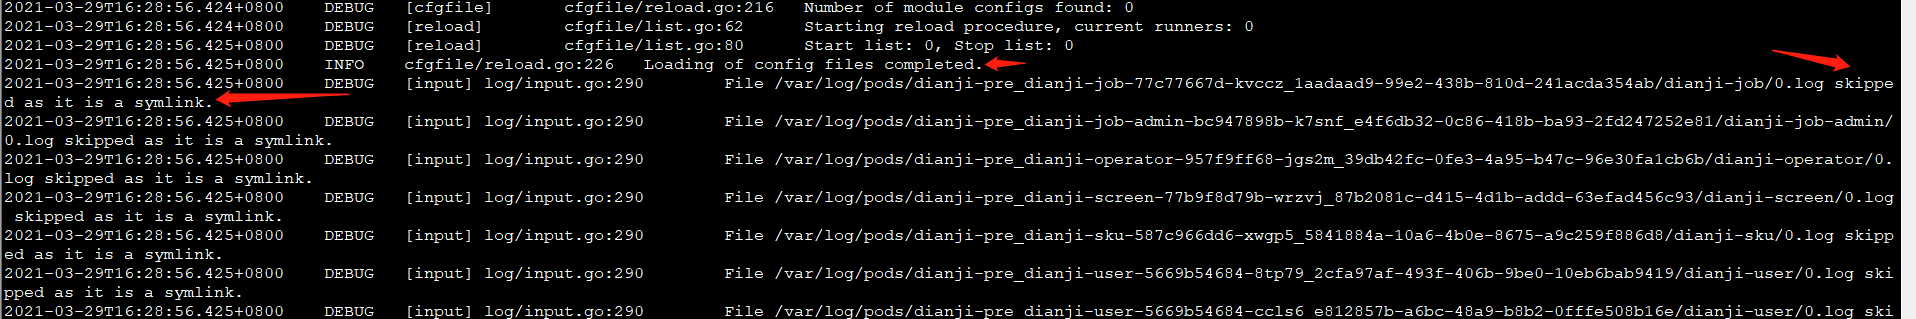 2021-03-29T16:28:56.424+0800    DEBUG   [cfgfile]       cfgfile/reload.go:216   Number of module configs found: 0
2021-03-29T16:28:56.424+0800    DEBUG   [reload]        cfgfile/list.go:62      Starting reload procedure, current runners: 0
2021-03-29T16:28:56.425+0800    DEBUG   [reload]        cfgfile/list.go:80      Start list: 0, Stop list: 0
2021-03-29T16:28:56.425+0800    INFO    cfgfile/reload.go:226   Loading of config files completed.
2021-03-29T16:28:56.425+0800    DEBUG   [input] log/input.go:290        File /var/log/pods/dianji-pre_dianji-job-77c77667d-kvccz_1aadaad9-99e2-438b-810d-241acda354ab/dianji-job/0.log skippe
d as it is a symlink.
2021-03-29T16:28:56.425+0800    DEBUG   [input] log/input.go:290        File /var/log/pods/dianji-pre_dianji-job-admin-bc947898b-k7snf_e4f6db32-0c86-418b-ba93-2fd247252e81/dianji-job-admin/
0.log skipped as it is a symlink.
2021-03-29T16:28:56.425+0800    DEBUG   [input] log/input.go:290        File /var/log/pods/dianji-pre_dianji-operator-957f9ff68-jgs2m_39db42fc-0fe3-4a95-b47c-96e30fa1cb6b/dianji-operator/0.
log skipped as it is a symlink.
2021-03-29T16:28:56.425+0800    DEBUG   [input] log/input.go:290        File /var/log/pods/dianji-pre_dianji-screen-77b9f8d79b-wrzvj_87b2081c-d415-4d1b-addd-63efad456c93/dianji-screen/0.log
 skipped as it is a symlink.
2021-03-29T16:28:56.425+0800    DEBUG   [input] log/input.go:290        File /var/log/pods/dianji-pre_dianji-sku-587c966dd6-xwgp5_5841884a-10a6-4b0e-8675-a9c259f886d8/dianji-sku/0.log skipp
ed as it is a symlink.
2021-03-29T16:28:56.425+0800    DEBUG   [input] log/input.go:290        File /var/log/pods/dianji-pre_dianji-user-5669b54684-8tp79_2cfa97af-493f-406b-9be0-10eb6bab9419/dianji-user/0.log ski
pped as it is a symlink.
2021-03-29T16:28:56.425+0800    DEBUG   [input] log/input.go:290        File /var/log/pods/dianji-pre_dianji-user-5669b54684-ccls6_e812857b-a6bc-48a9-b8b2-0fffe508b16e/dianji-user/0.log ski